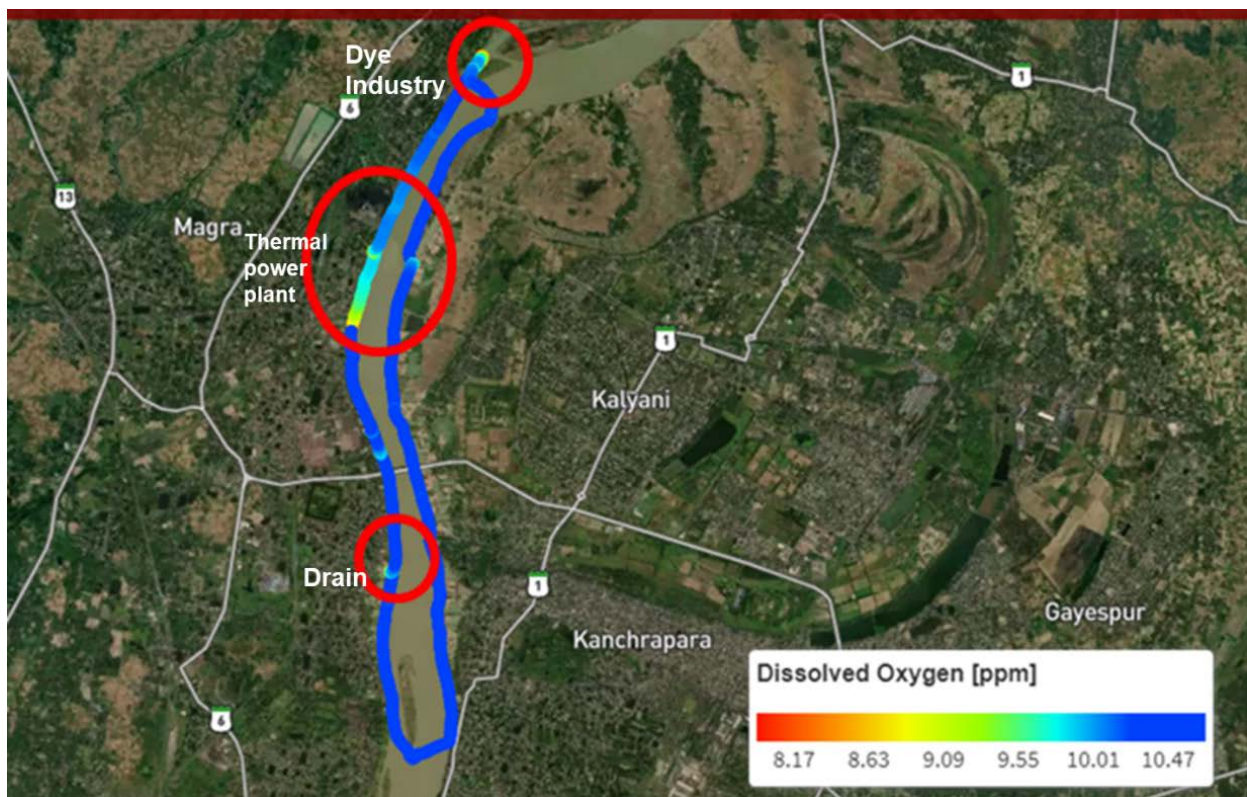 Dye
Industry
1
6
13
Magra
Thermal
power
plant
1
Kalyani
Drain
1
Kanchrapara
Gayespur
6
Dissolved Oxygen [ppm]
8.17 8.63 9.09 9.55 10.01 10.47